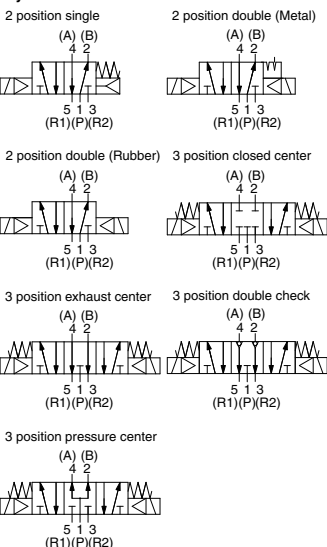 2 position single
(A) (B)
4 2
5 1 3
(R1)(P)(R2)
2 position double (Metal)
(A) (B)
4 2
5 1 3
(R1)(P)(R2)
2 position double (Rubber)
(A) (B)
4 2
5 1 3
(R1)(P)(R2)
3 position closed center
(A) (B)
4 2
5 1 3
(R1)(P)(R2)
3 position exhaust center
(A) (B)
4 2
5 1 3
(R1)(P)(R2)
3 position double check
(A) (B)
4 2
5 1 3
(R1)(P)(R2)
3 position pressure center
(A) (B)
4 2
5 1 3
(R1)(P)(R2)